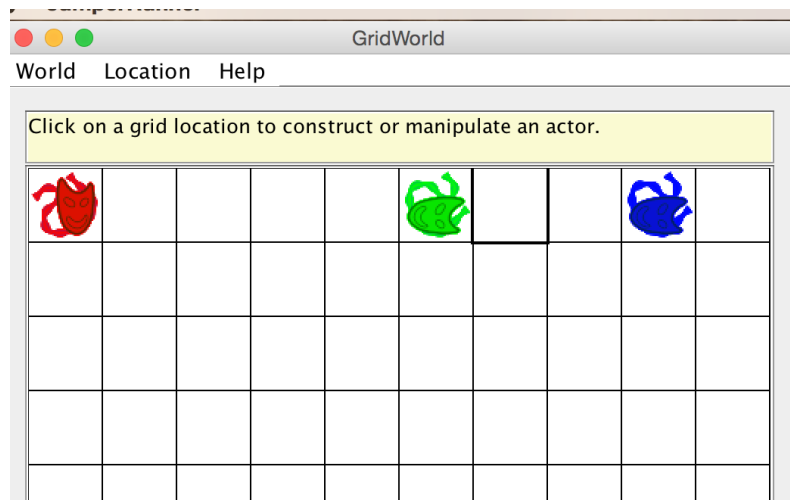 GridWorld
World Location Help
Click on a grid location to construct or manipulate an actor.